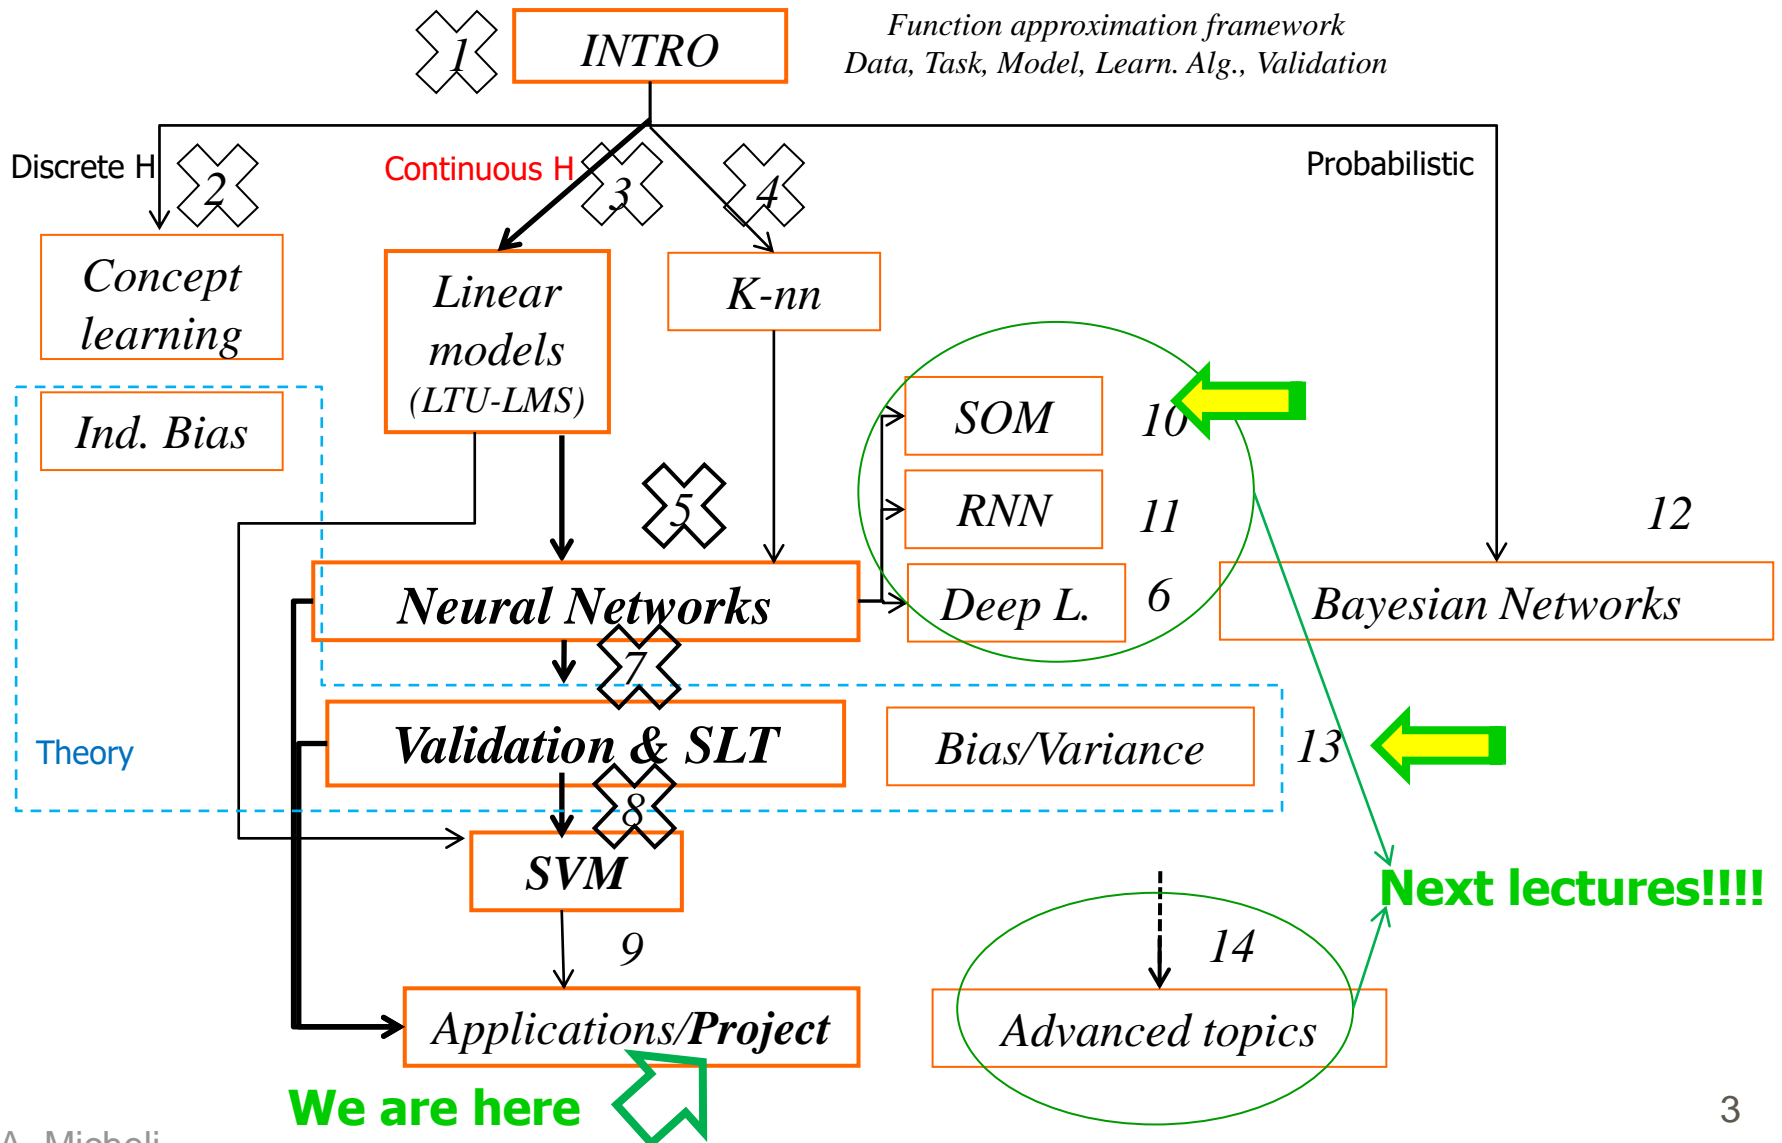 1
INTRO
Function approximation framework
Data, Task, Model, Learn. Alg., Validation
Discrete H
2
Continuous H
3
4
Probabilistic
Concept
learning
Linear
models
(LTU-LMS)
K-nn
Ind. Bias
SOM
10
5
RNN
11
12
Neural Networks
Deep L.
6
Bayesian Networks
7
Theory
Validation & SLT
Bias/Variance
13
8
SVM
Next lectures!!!!
9
14
Applications/Project
Advanced topics
We are here
3
A. Micheli